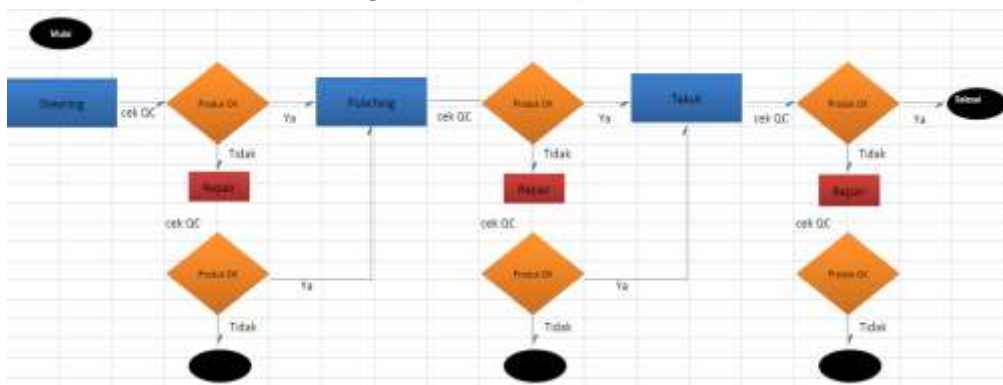 Mulai
Produk OK
Produk OK
Tekuk
Produk OK
Selesai
cek QC
Ya
Punching
cek QC
Ya
cek QC
Ya
Tidak
Tidak
Tidak
Repair
Repair
Repair
cek QC
cek QC
cek QC
Produk OK
Produk OK
Produk OK
Ya
Ya
Tidak
Tidak
Tidak